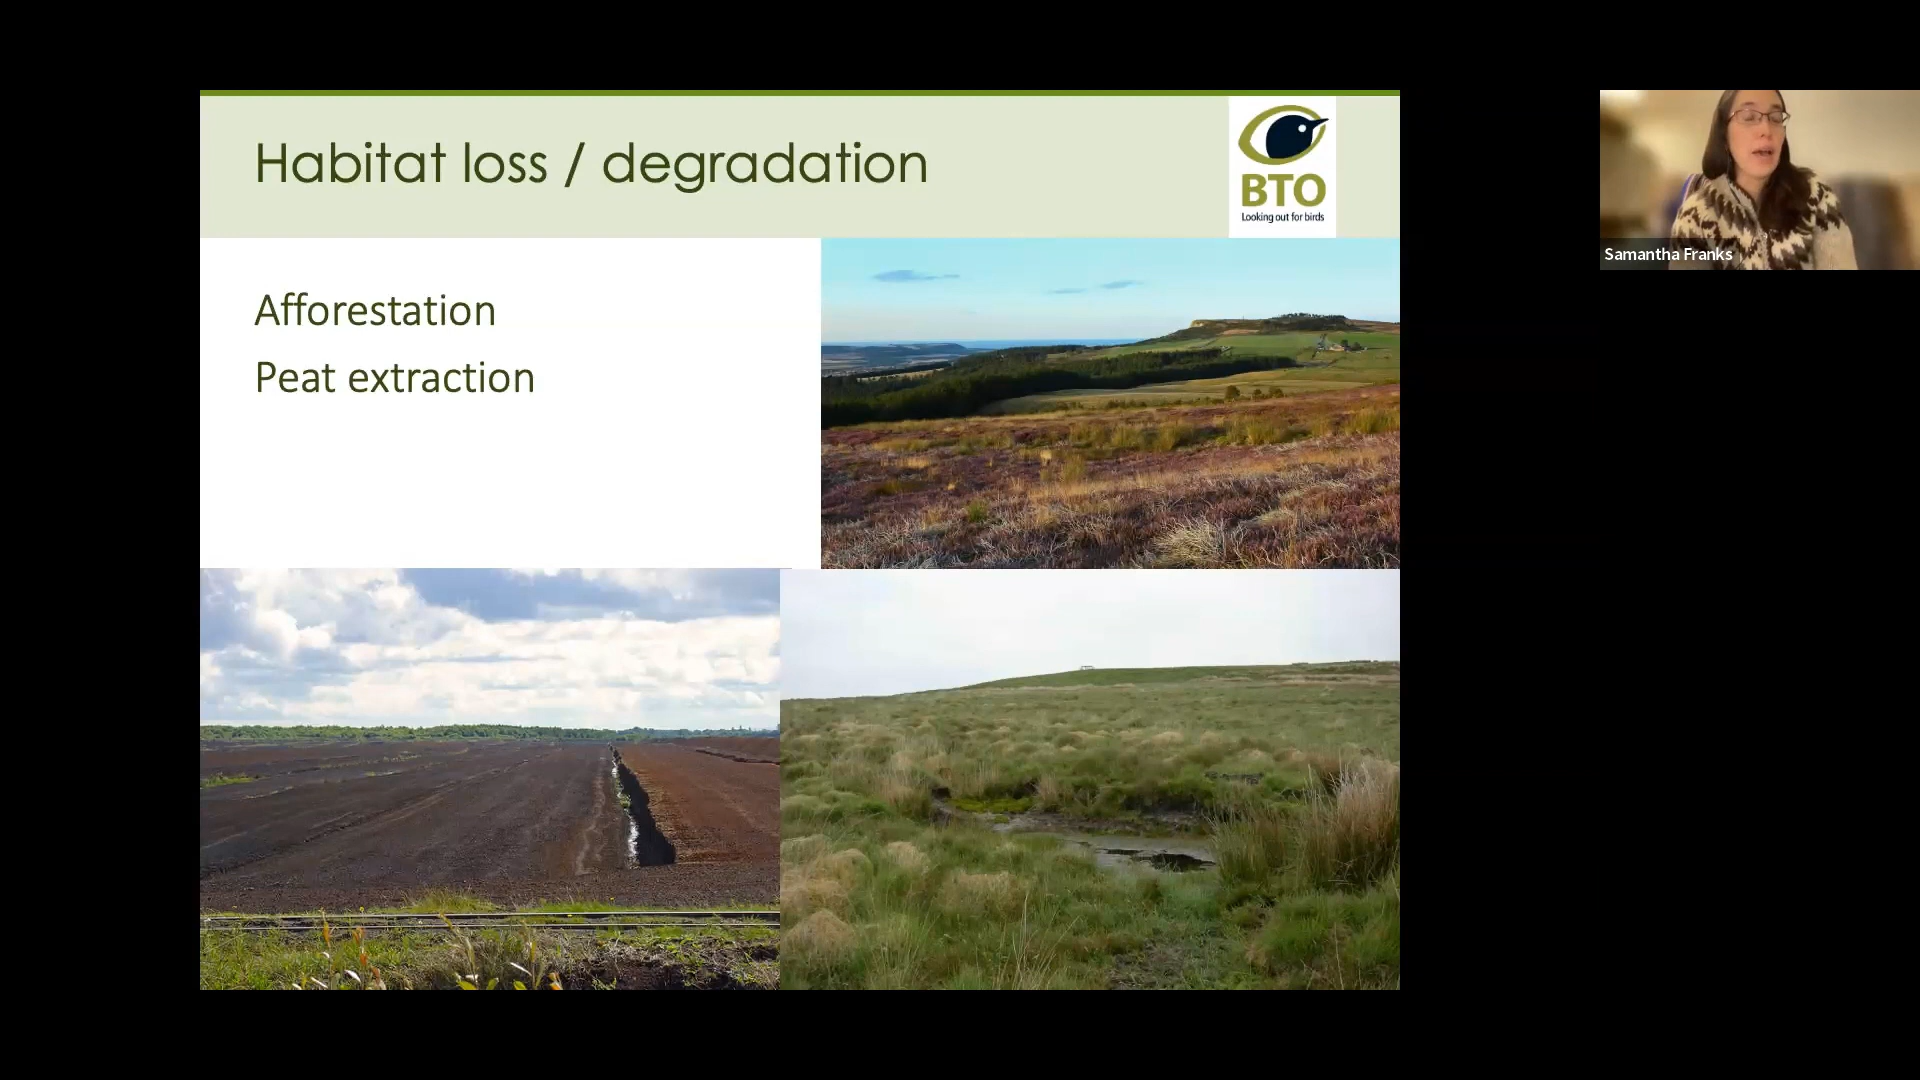 Habitat loss / degradation
BTO
Looking out for birds
Afforestation
Peat extraction
Samantha Franks